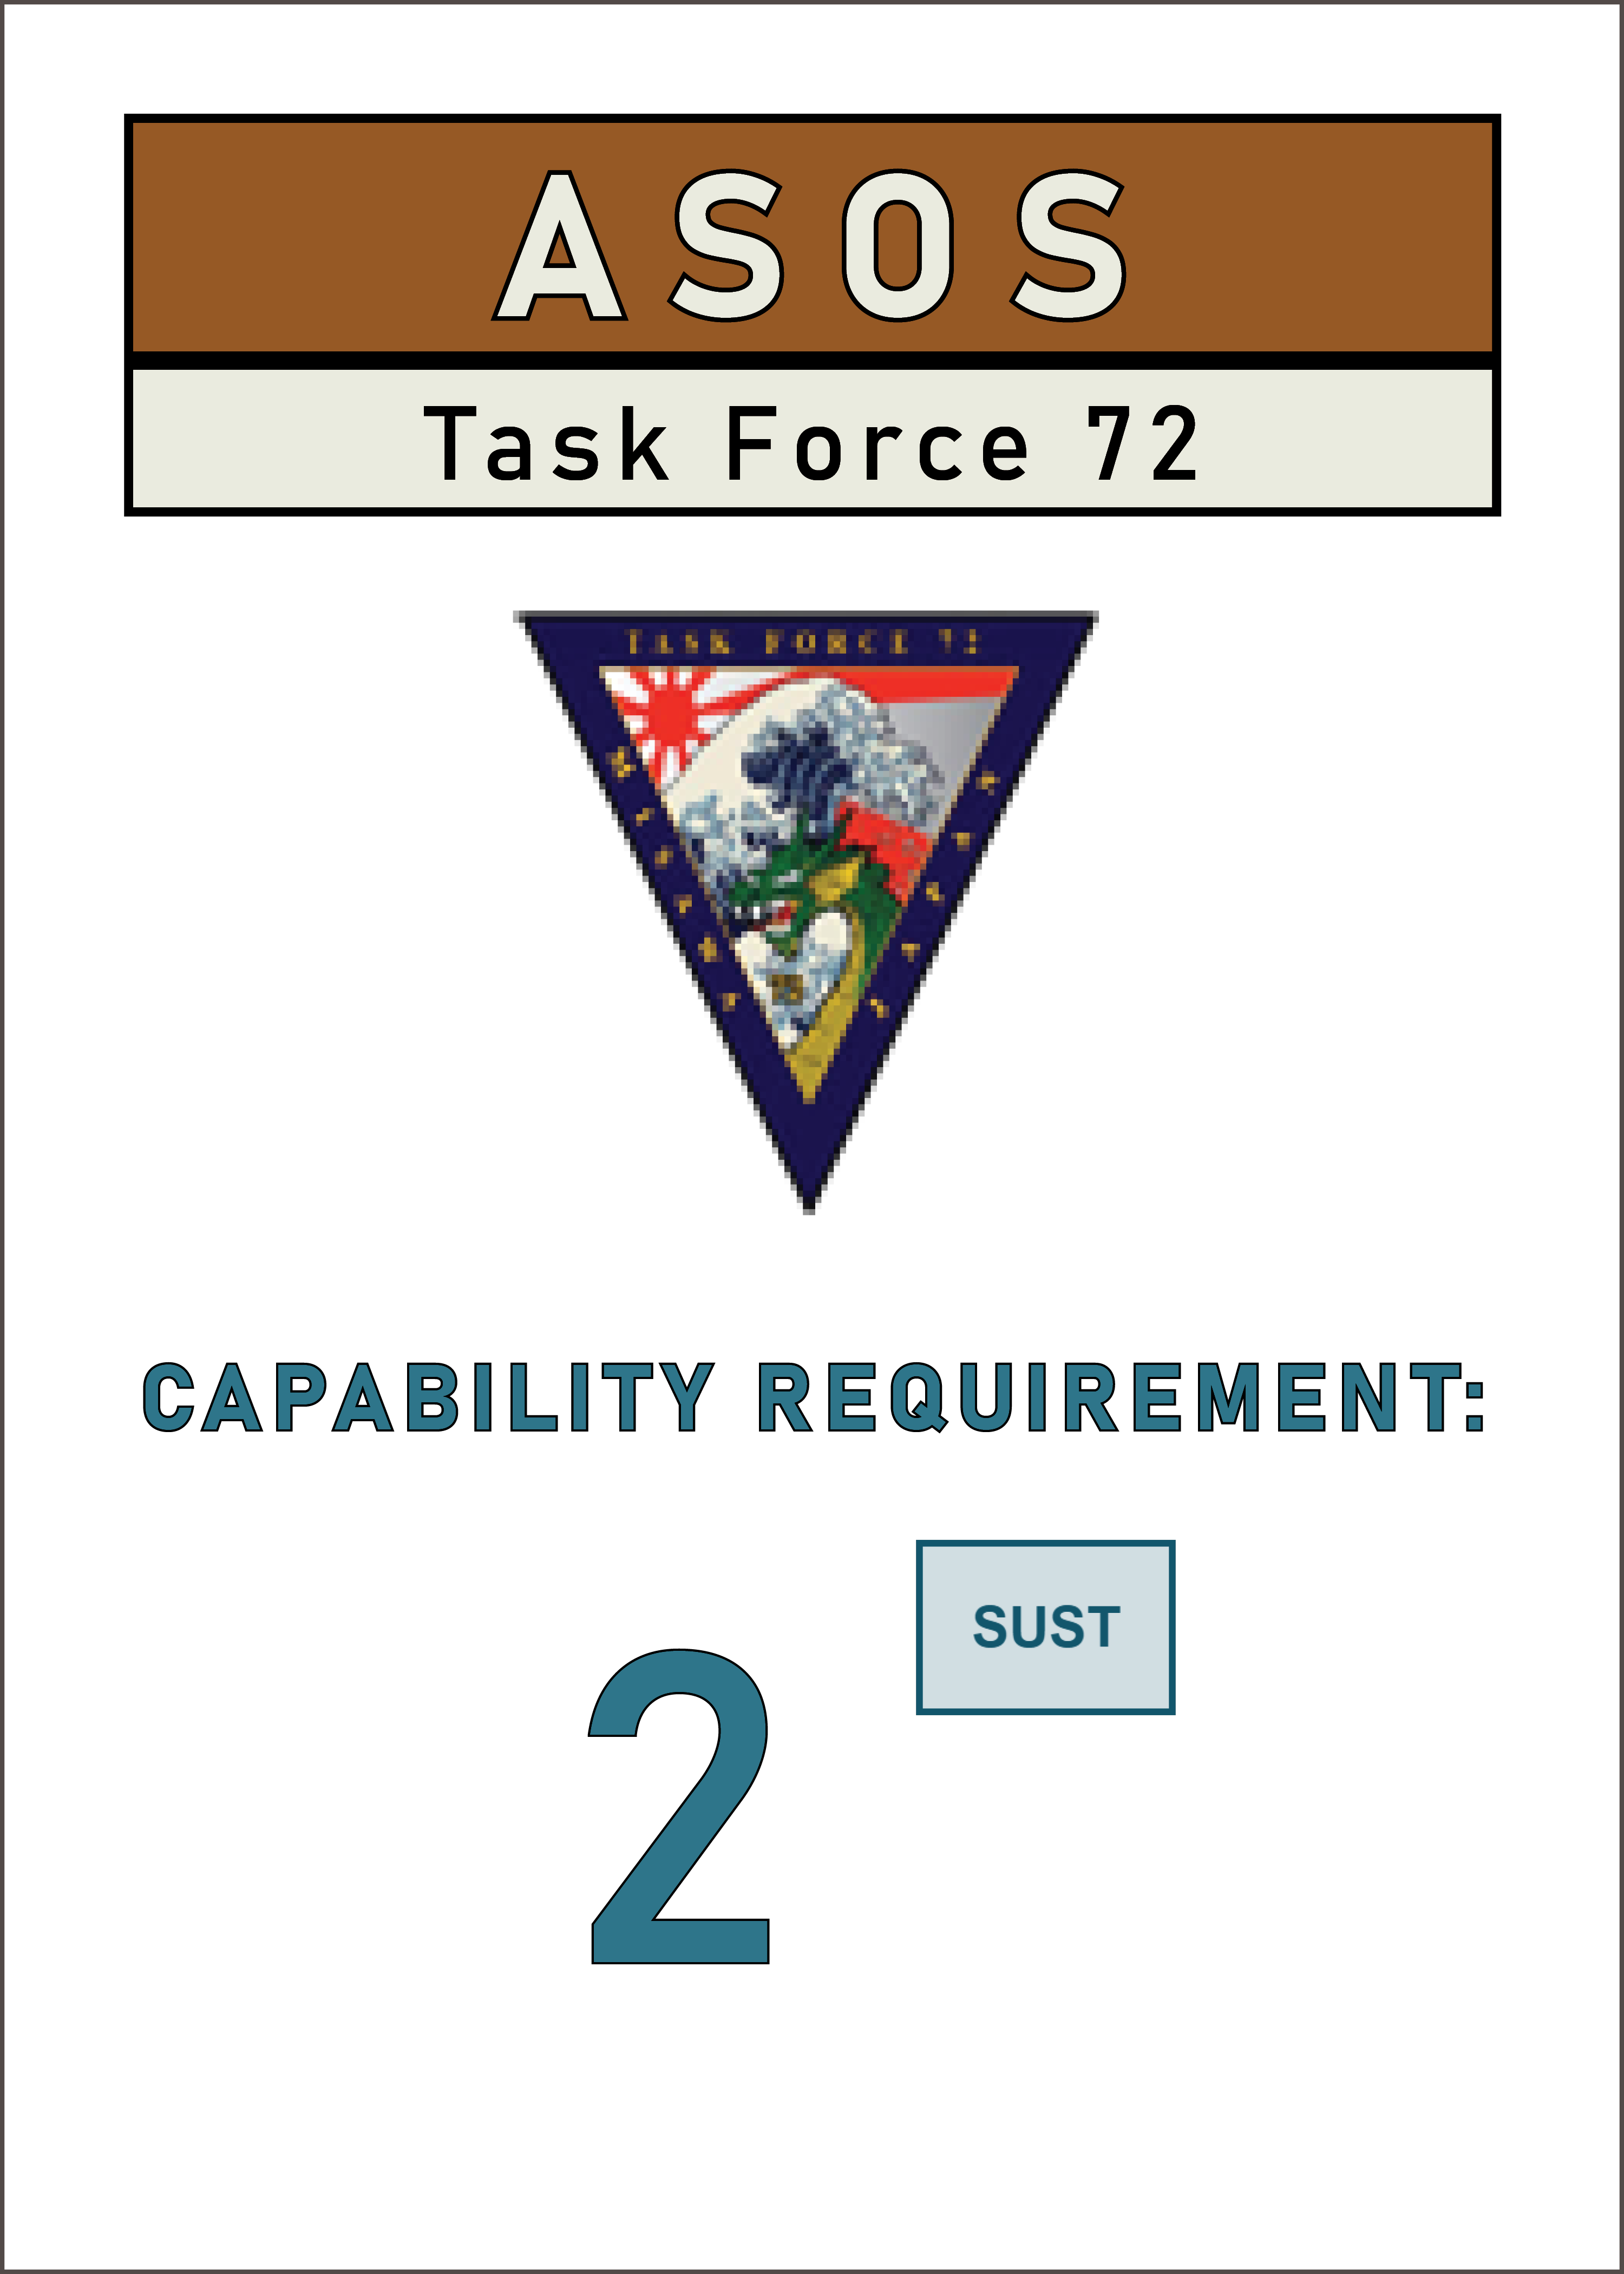 ASOS
Task Force 72
TASK FORCE 72
CAPABILITY REQUIREMENT:
SUST
2